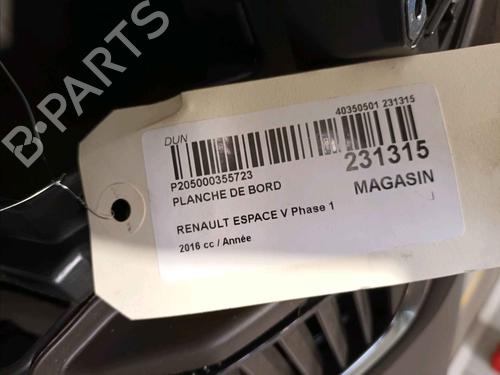 B-PARTS
DUN
40350501 231315
P205000355723
231315
PLANCHE DE BORD
MAGASIN
RENAULT ESPACE V Phase 1
2016 cc / Année